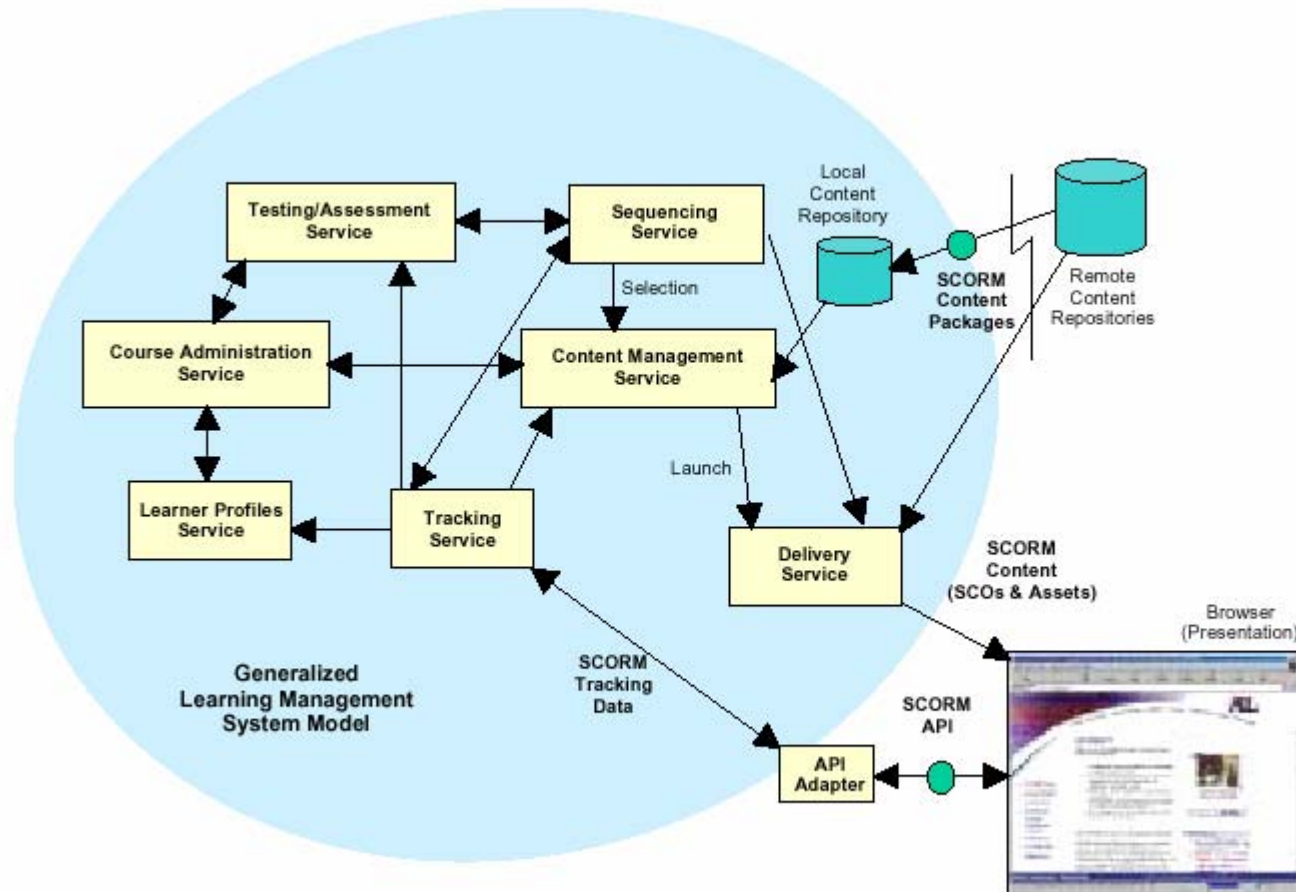 Testing/Assessment
Service
Sequencing
Service
Local
Content
Repository
Selection
SCORM
Content
Packages
Remote
Content
Repositories
Course Administration
Service
Content Management
Service
Launch
Learner Profiles
Service
Tracking
Service
Delivery
Service
SCORM
Content
(SCOs & Assets)
Browser
(Presentation)
Generalized
Learning Management
System Model
SCORM
Tracking
Data
SCORM
API
API
Adapter